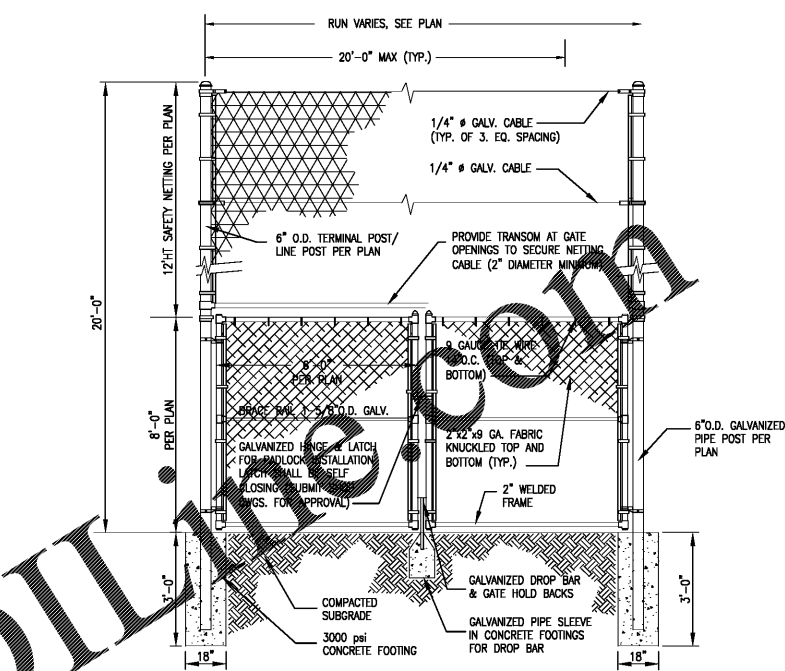 RUN VARIES, SEE PLAN
20'-0" MAX (TYP.)
1/4" ø GALV. CABLE
(TYP. OF 3. EQ. SPACING)
1/4" ø GALV. CABLE
12'HT SAFETY NETTING PER PLAN
6" O.D. TERMINAL POST/
LINE POST PER PLAN
PROVIDE TRANSOM AT GATE
OPENINGS TO SECURE NETTING
CABLE (2" DIAMETER MINIMUM)
20'-0"
8'-0"
PER PLAN
8'-0"
PER PLAN
9 GAUGE TIE WIRE
14"O.C. (TOP &
BOTTOM)
BRACE RAIL 1-5/8"O.D. GALV.
GALVANIZED HINGE & LATCH
FOR PADLOCK INSTALLATION
LATCH SHALL BE SELF
CLOSING (SUBMIT
DWGS. FOR APPROVAL)
2"x2"x9 GA. FABRIC
KNUCKLED TOP AND
BOTTOM (TYP.)
6"O.D. GALVANIZED
PIPE POST PER
PLAN
2" WELDED
FRAME
3'-0"
COMPACTED
SUBGRADE
3000 psi
CONCRETE FOOTING
GALVANIZED DROP BAR
& GATE HOLD BACKS
GALVANIZED PIPE SLEEVE
IN CONCRETE FOOTINGS
FOR DROP BAR
3'-0"
18"
18"
DILine.com